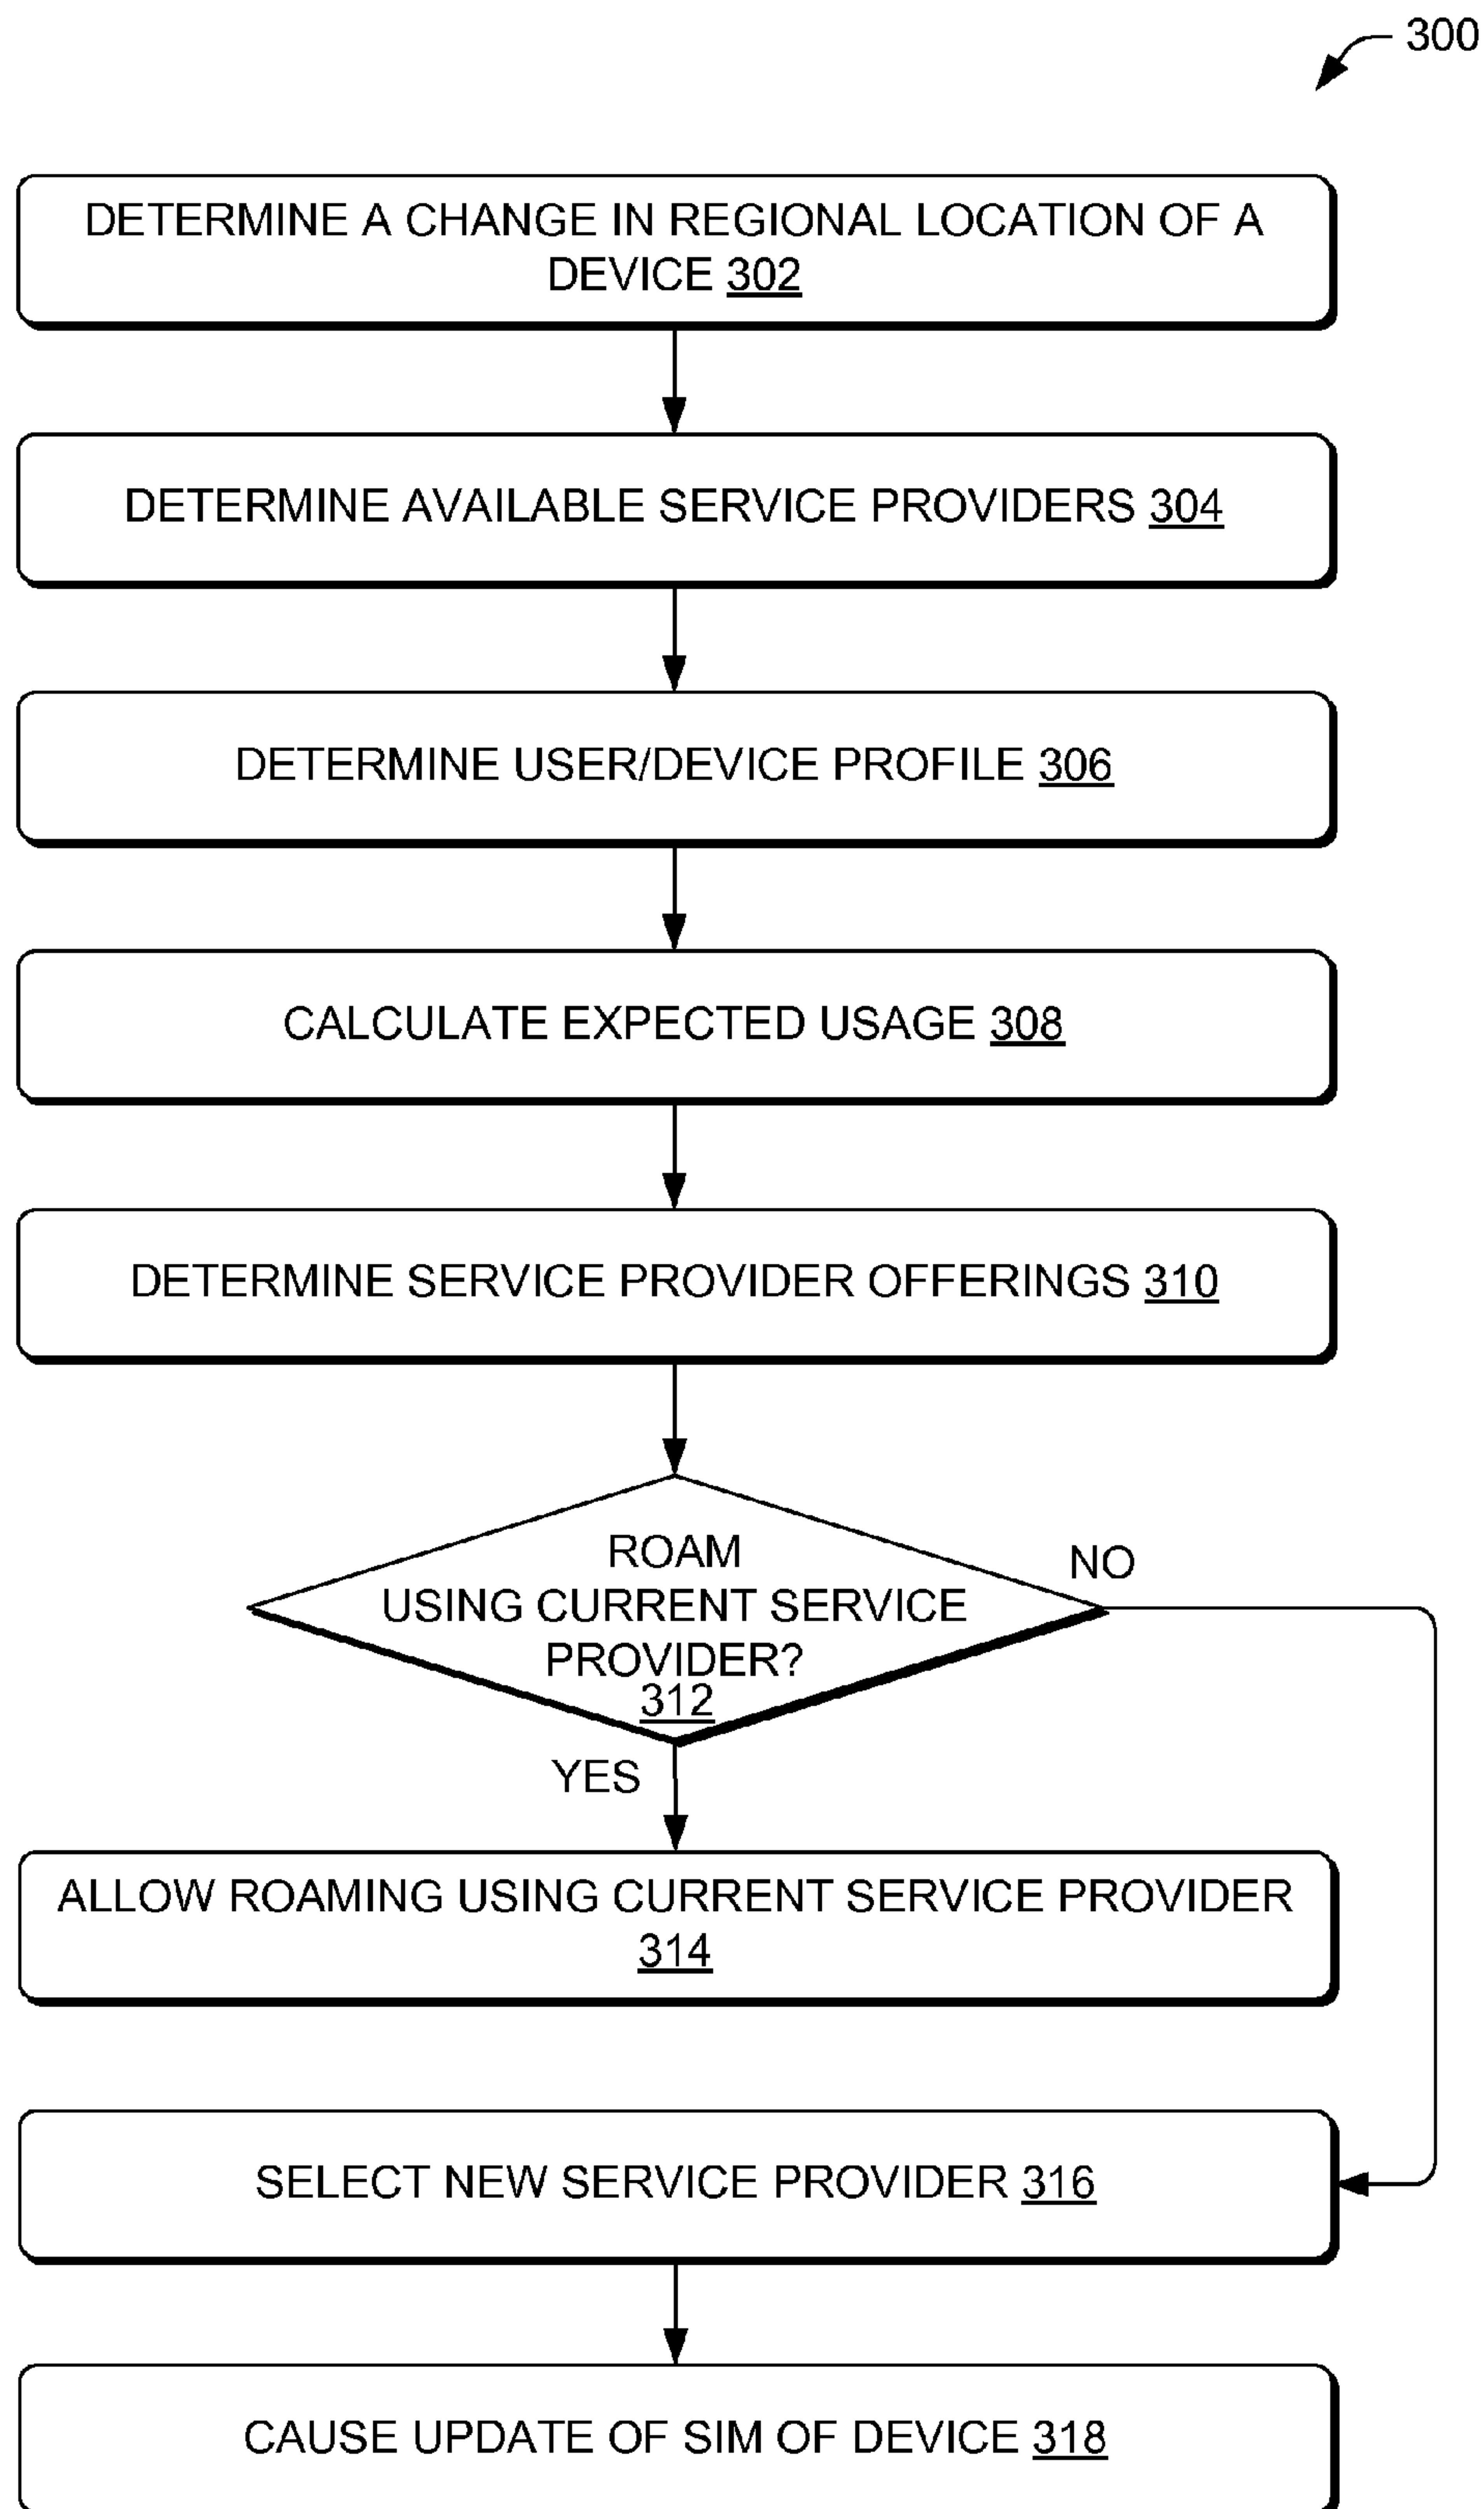 300
DETERMINE A CHANGE IN REGIONAL LOCATION OF A
DEVICE 302
DETERMINE AVAILABLE SERVICE PROVIDERS 304
DETERMINE USER/DEVICE PROFILE 306
CALCULATE EXPECTED USAGE 308
DETERMINE SERVICE PROVIDER OFFERINGS 310
ROAM
USING CURRENT SERVICE
PROVIDER?
312
NO
YES
ALLOW ROAMING USING CURRENT SERVICE PROVIDER
314
SELECT NEW SERVICE PROVIDER 316
CAUSE UPDATE OF SIM OF DEVICE 318